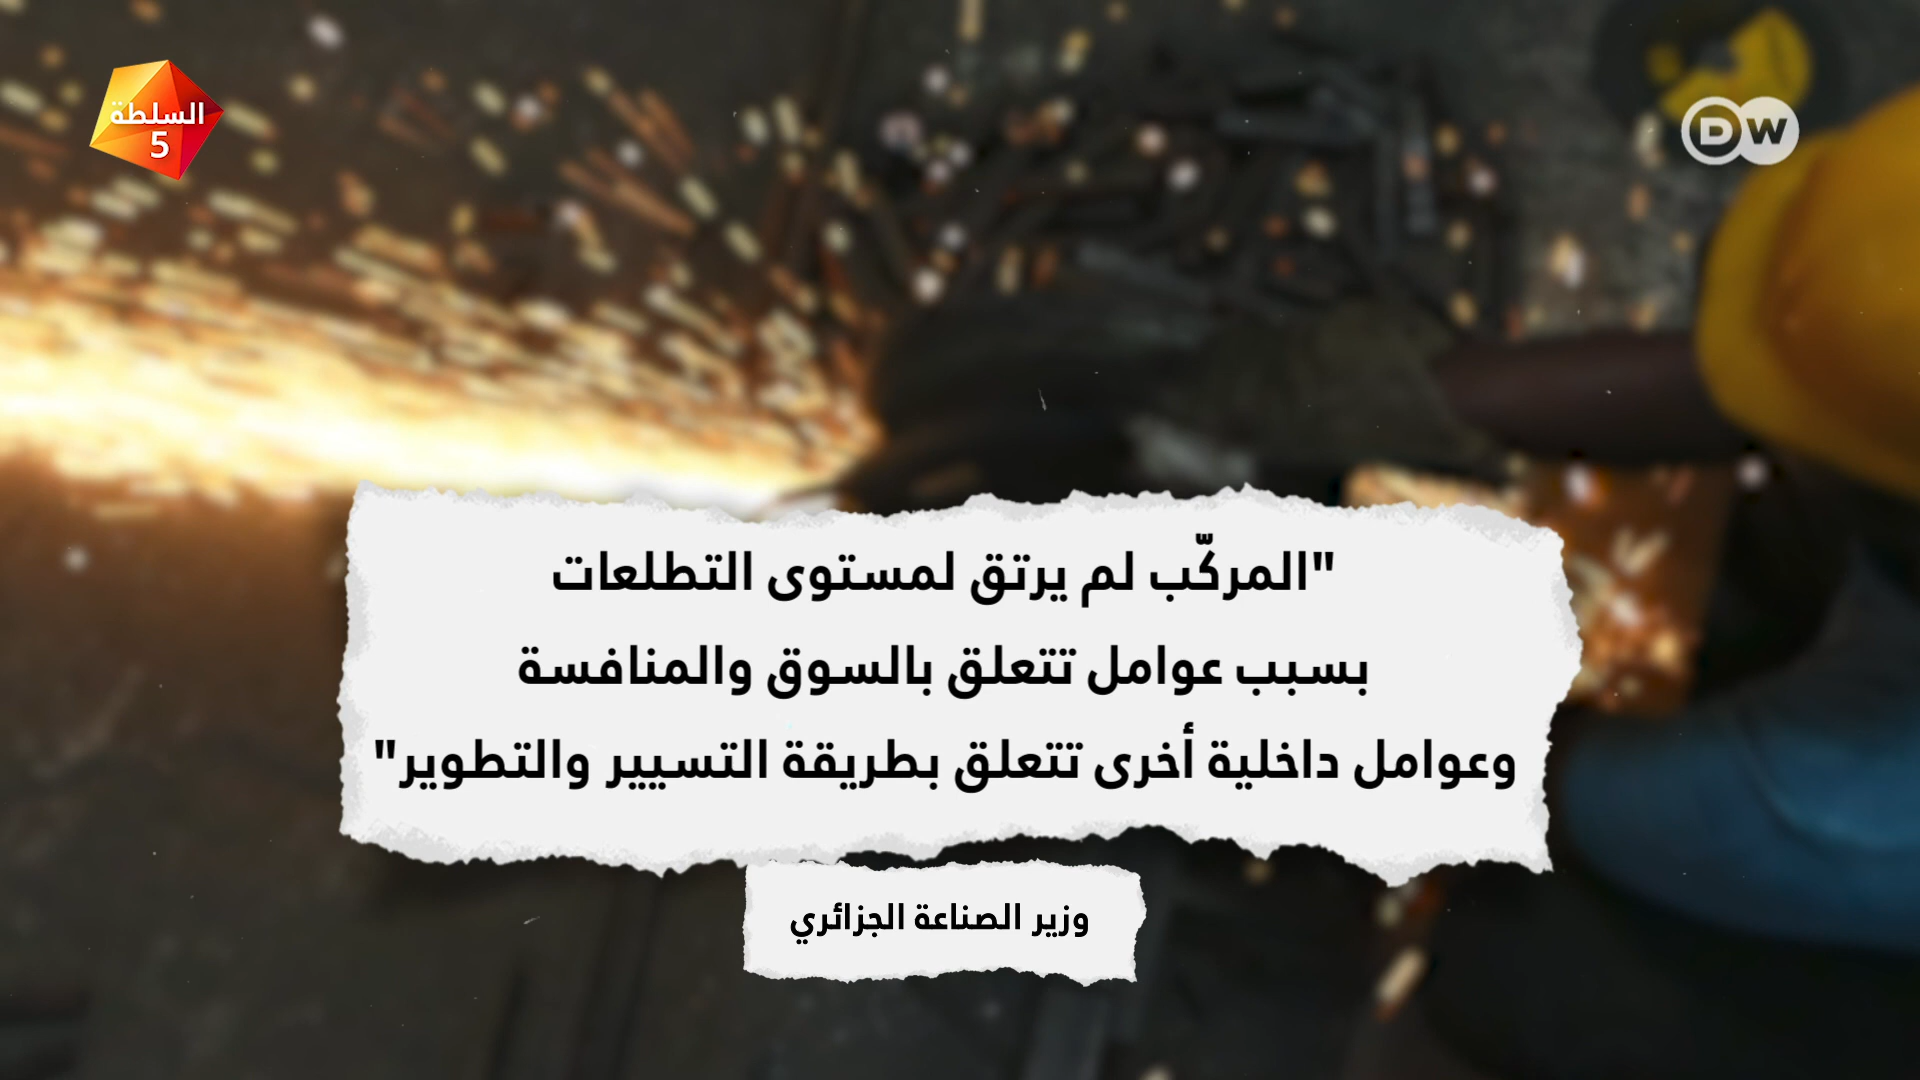 السلطة
5
DW
"المركّب لم يرتق لمستوى التطلعات
بسبب عوامل تتعلق بالسوق والمنافسة
وعوامل داخلية أخرى تتعلق بطريقة التسيير والتطوير"
وزير الصناعة الجزائري